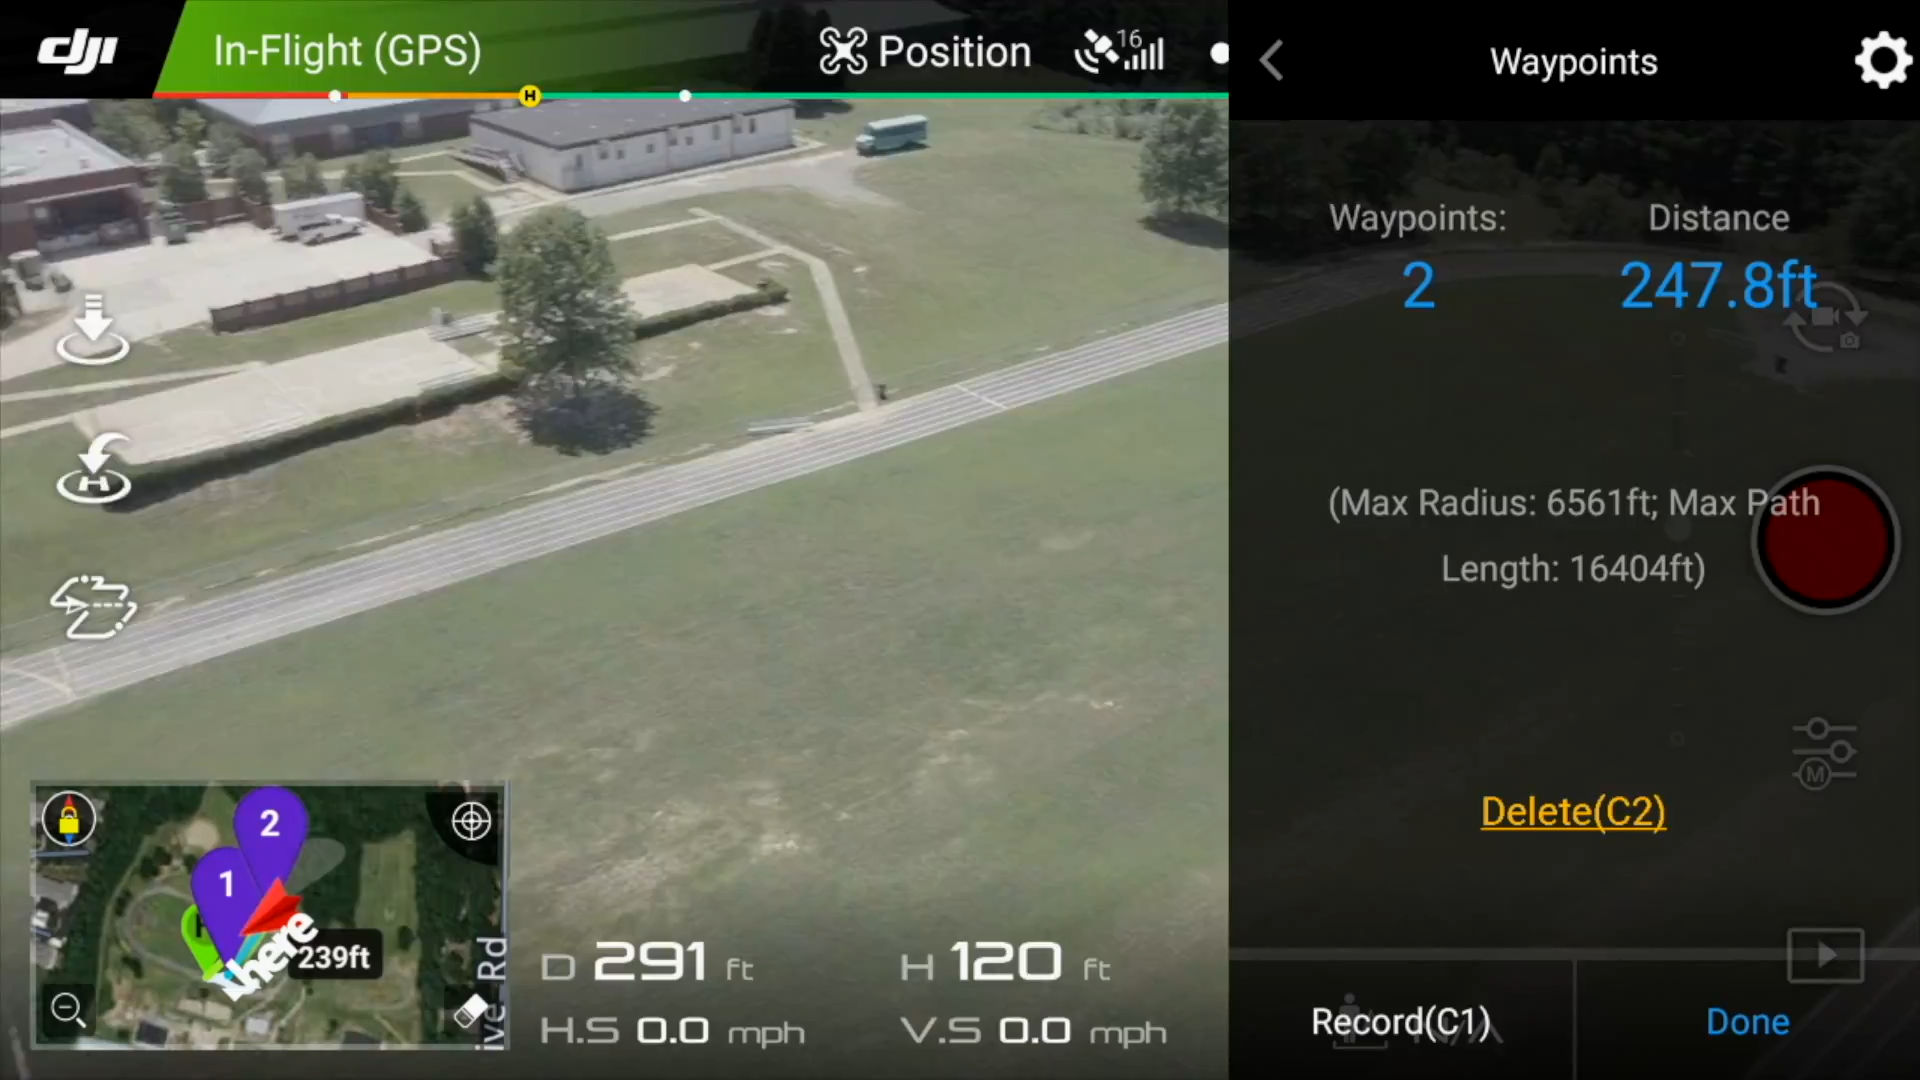 dji
In-Flight (GPS)
Position
16
H
Waypoints
Waypoints:
Distance
2
247.8ft
(Max Radius: 6561ft; Max Path
Length: 16404ft)
M
Delete(C2)
2
1
H
here
239ft
ive Rd
D 291 ft
H 120 ft
H.S 0.0 mph
V.S 0.0 mph
Record(C1)
N/A
Done